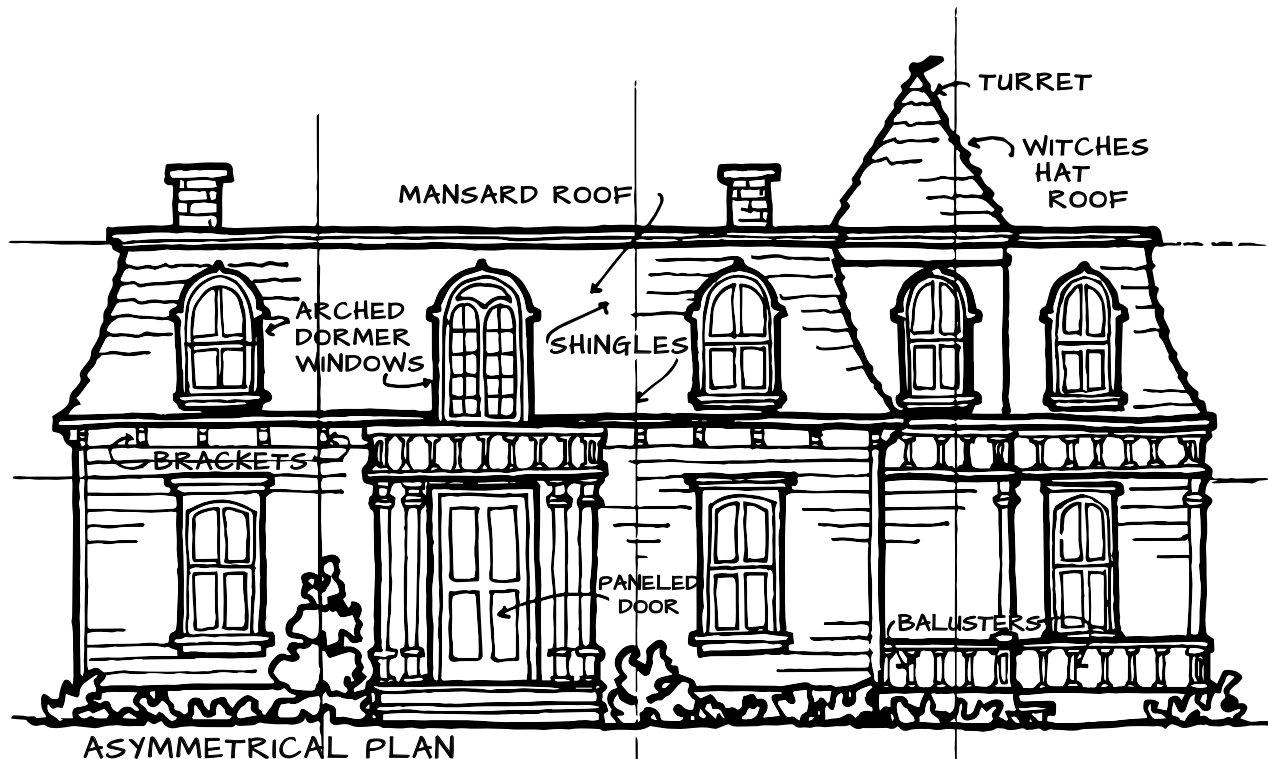 TURRET
WITCHES
HAT
ROOF
MANSARD ROOF
ARCHED
DORMER
WINDOWS
SHINGLES
BRACKETS
PANELED
DOOR
BALUSTERS
ASYMMETRICAL PLAN